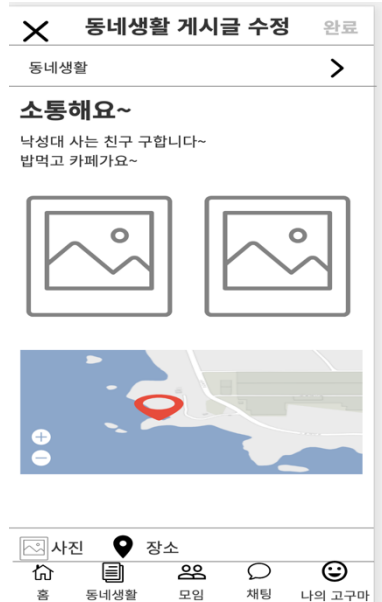 동네생활 게시글 수정 완료
동네생활
소통해요~
낙성대 사는 친구 구합니다~
밥먹고 카페가요~
사진 장소
홈 동네생활 모임 채팅 나의 고구마